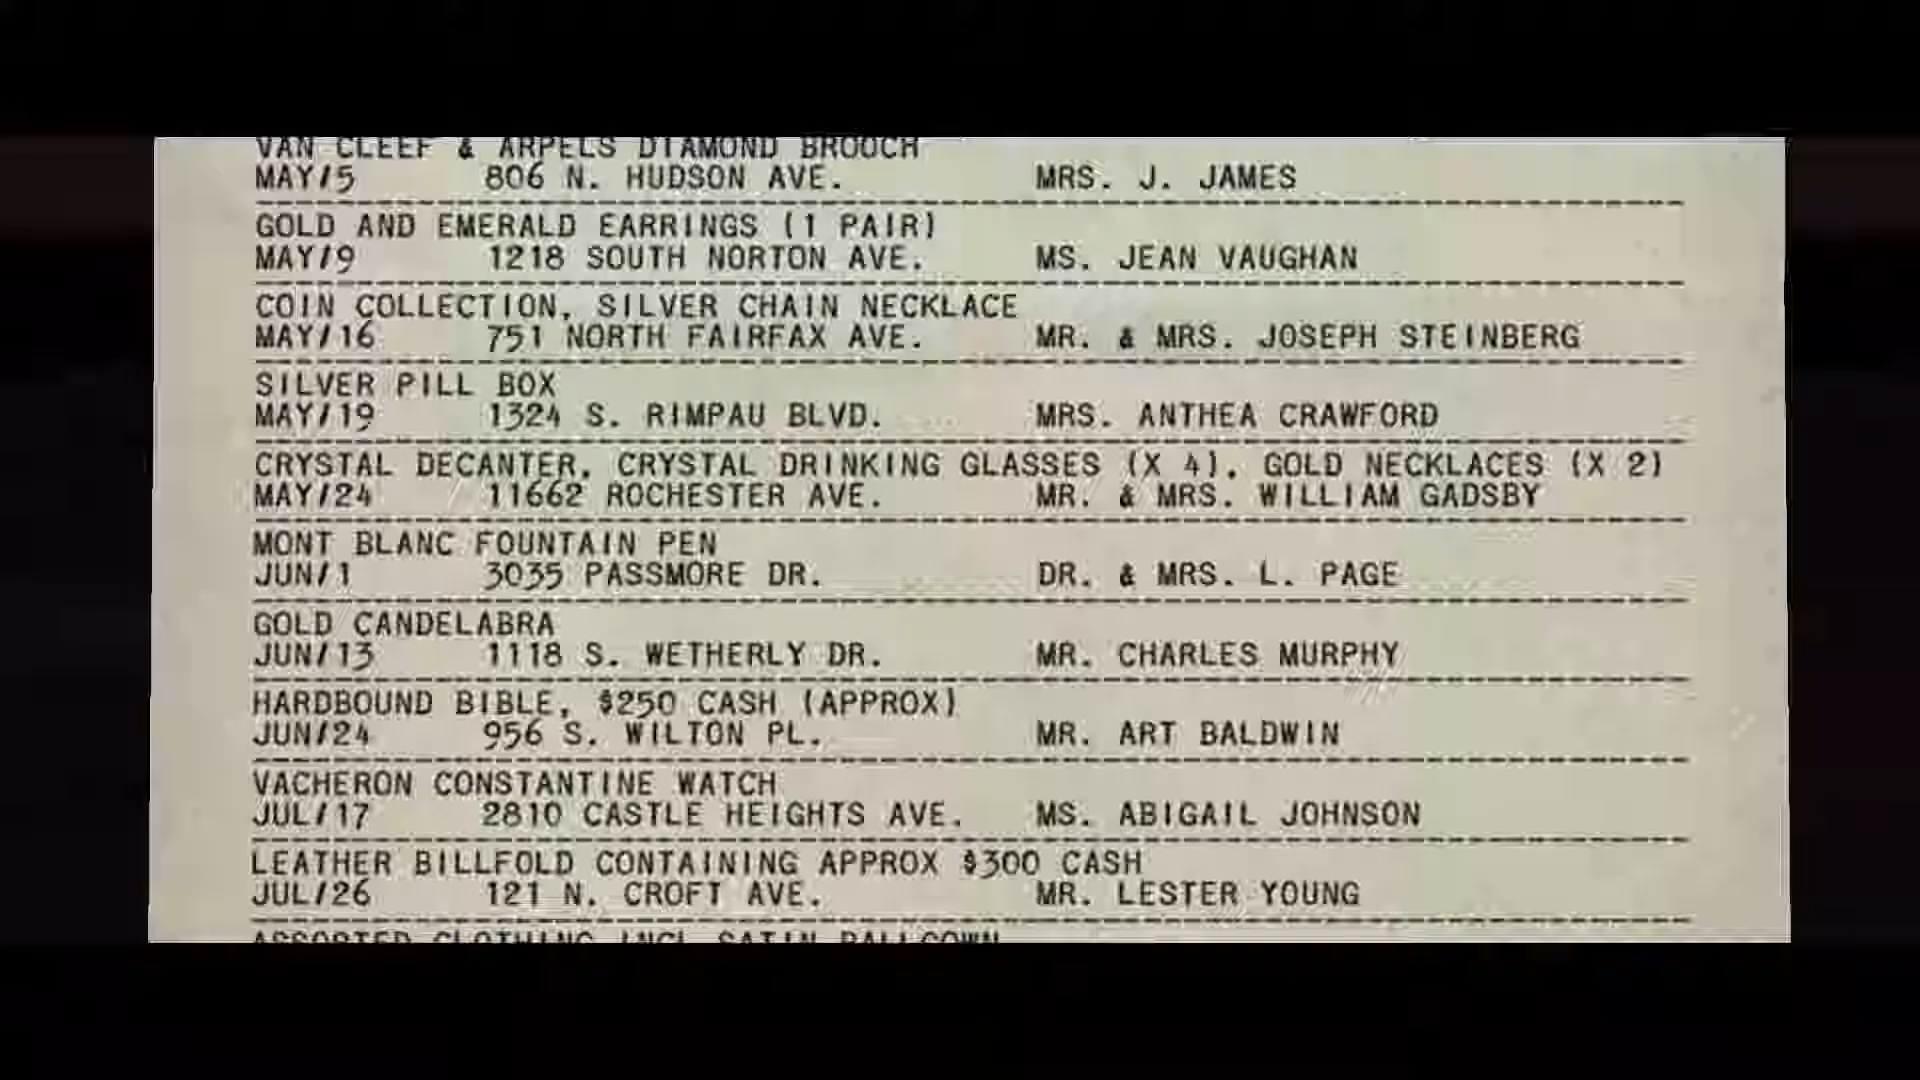 VAN CLEEF & ARPELS DIAMOND BROOCH
MAY/5 806 N. HUDSON AVE. MRS. J. JAMES
GOLD AND EMERALD EARRINGS (1 PAIR)
MAY/9 1218 SOUTH NORTON AVE. MS. JEAN VAUGHAN
COIN COLLECTION, SILVER CHAIN NECKLACE
MAY/16 751 NORTH FAIRFAX AVE. MR. & MRS. JOSEPH STEINBERG
SILVER PILL BOX
MAY/19 1324 S. RIMPAU BLVD. MRS. ANTHEA CRAWFORD
CRYSTAL DECANTER, CRYSTAL DRINKING GLASSES (X 4), GOLD NECKLACES (X 2)
MAY/24 11662 ROCHESTER AVE. MR. & MRS. WILLIAM GADSBY
MONT BLANC FOUNTAIN PEN
JUN/1 3035 PASSMORE DR. DR. & MRS. L. PAGE
GOLD CANDELABRA
JUN/13 1118 S. WETHERLY DR. MR. CHARLES MURPHY
HARDBOUND BIBLE, $250 CASH (APPROX)
JUN/24 956 S. WILTON PL. MR. ART BALDWIN
VACHERON CONSTANTINE WATCH
JUL/17 2810 CASTLE HEIGHTS AVE. MS. ABIGAIL JOHNSON
LEATHER BILLFOLD CONTAINING APPROX $300 CASH
JUL/26 121 N. CROFT AVE. MR. LESTER YOUNG
ASSORTED CLOTHING INCL SATIN BALLGOWN